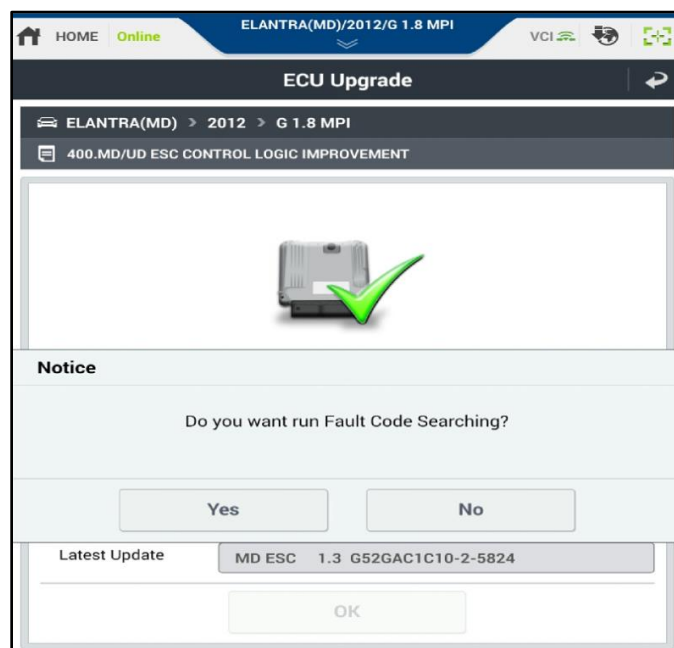 ELANTRA(MD)/2012/G 1.8 MPI
HOME Online
VCI
ECU Upgrade
ELANTRA(MD) > 2012 > G 1.8 MPI
400.MD/UD ESC CONTROL LOGIC IMPROVEMENT
Notice
Do you want run Fault Code Searching?
Yes
No
Latest Update
MD ESC 1.3 G52GAC1C10-2-5824
OK